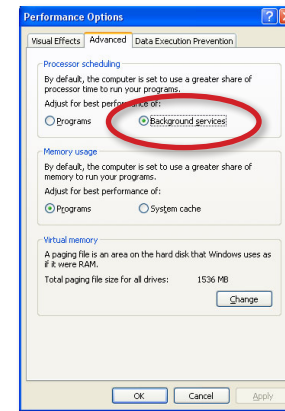 Performance Options
Visual Effects Advanced Data Execution Prevention
Processor scheduling
By default, the computer is set to use a greater share of
processor time to run your programs.
Adjust for best performance of:
Programs Background services
Memory usage
By default, the computer is set to use a greater share of
memory to run your programs.
Adjust for best performance of:
Programs System cache
Virtual memory
A paging file is an area on the hard disk that Windows uses as
if it were RAM.
Total paging file size for all drives: 1536 MB
Change
OK Cancel Apply